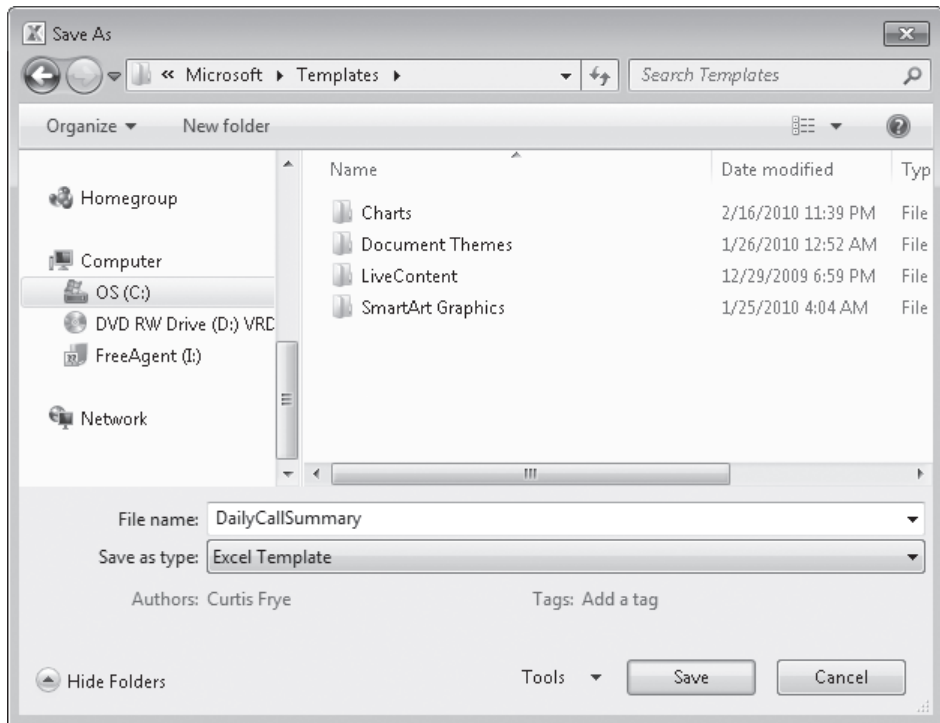 Save As
« Microsoft ▸ Templates ▸ Search Templates
Organize ▾ New folder
Name Date modified Typ
Homegroup
Charts 2/16/2010 11:39 PM File
Document Themes 1/26/2010 12:52 AM File
Computer
LiveContent 12/29/2009 6:59 PM File
OS (C:)
SmartArt Graphics 1/25/2010 4:04 AM File
DVD RW Drive (D:) VRD
FreeAgent (I:)
Network
File name: DailyCallSummary
Save as type: Excel Template
Authors: Curtis Frye Tags: Add a tag
Hide Folders Tools Save Cancel